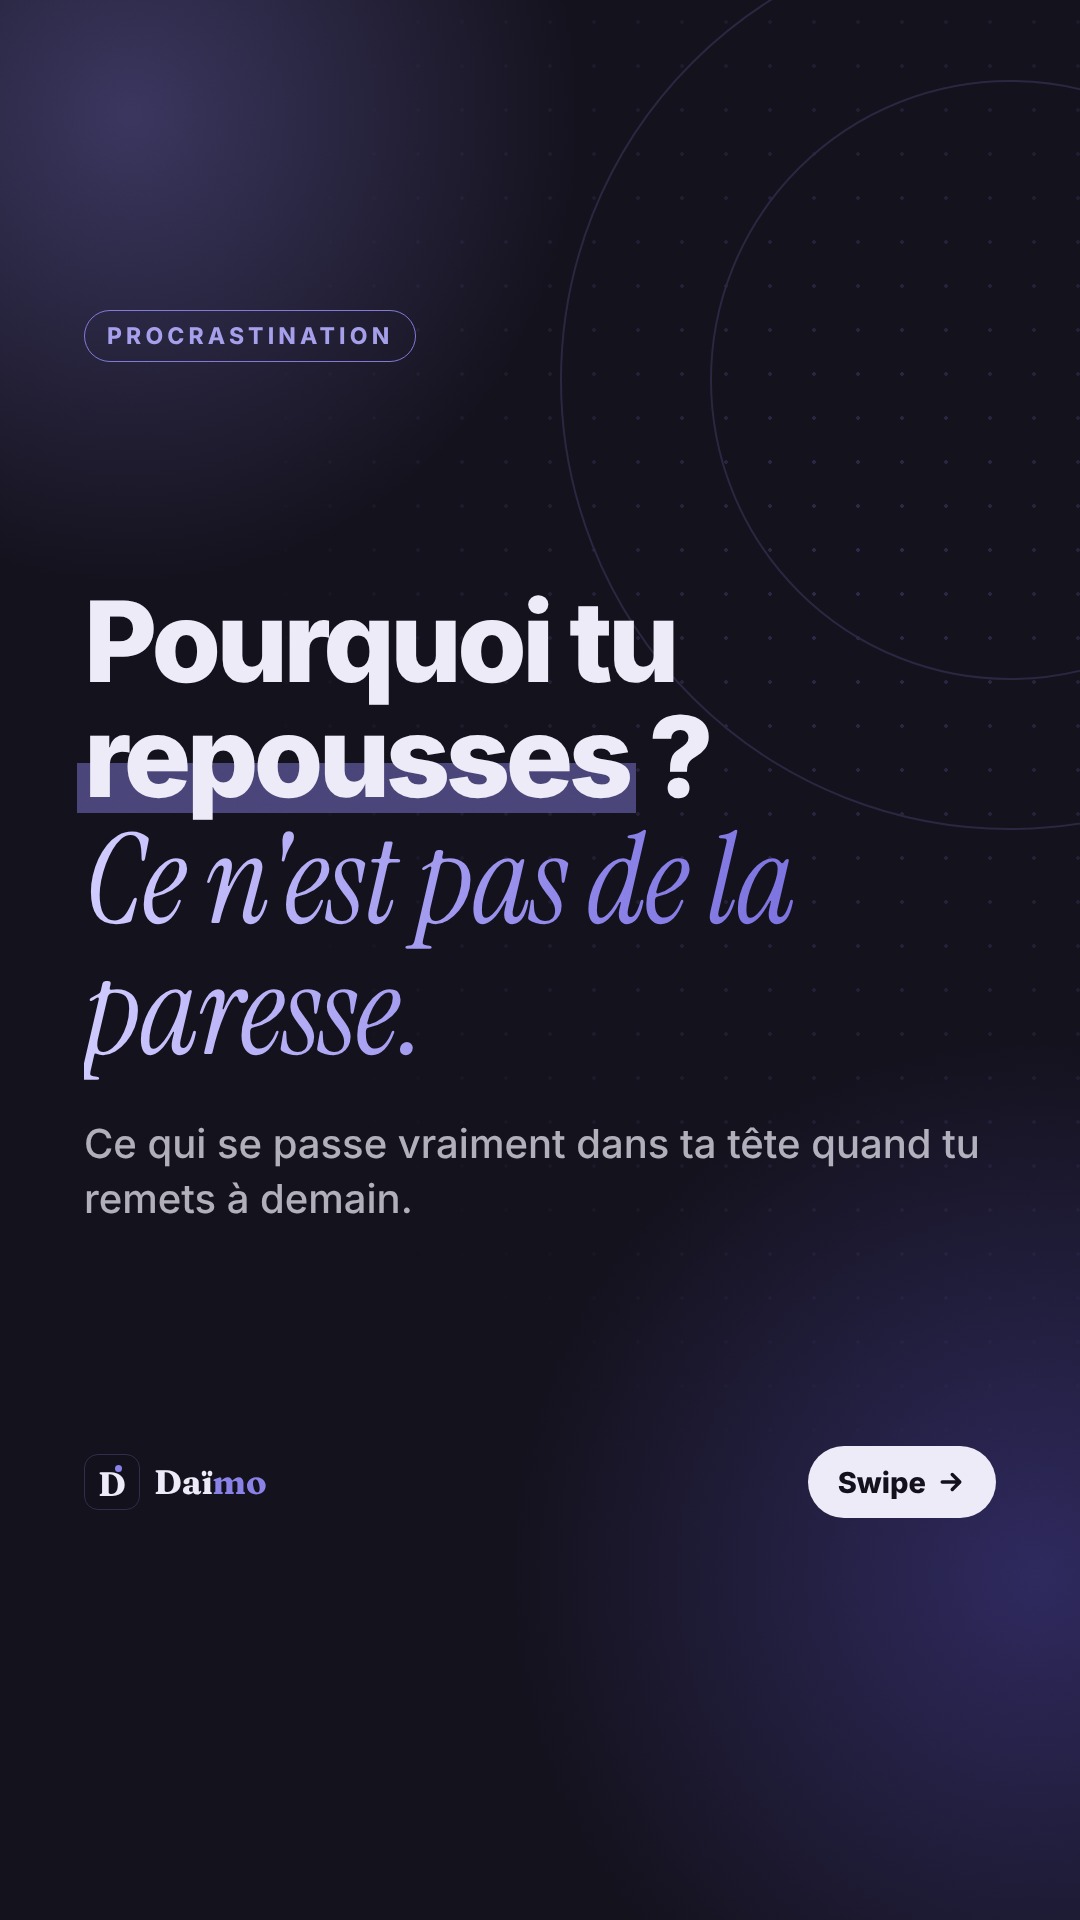 PROCRASTINATION
Pourquoi tu
repousses ?
Ce n'est pas de la
paresse.
Ce qui se passe vraiment dans ta tête quand tu
remets à demain.
D Daïmo
Swipe →